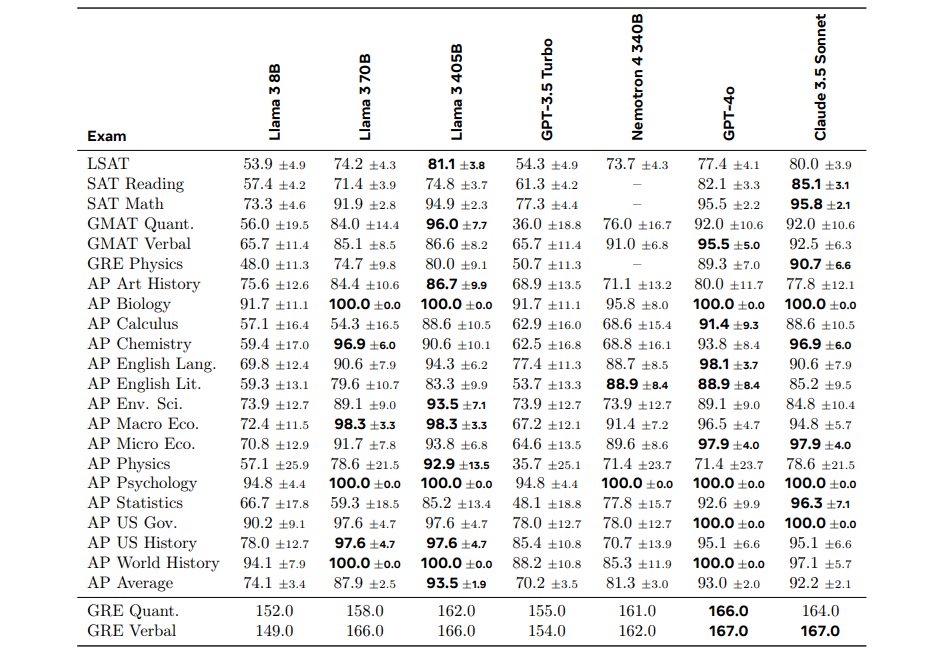 Exam Llama 3 8B Llama 3 70B Llama 3 405B GPT-3.5 Turbo Nemotron 4 340B GPT-4o Claude 3.5 Sonnet
LSAT 53.9 ±4.9 74.2 ±4.3 81.1 ±3.8 54.3 ±4.9 73.7 ±4.3 77.4 ±4.1 80.0 ±3.9
SAT Reading 57.4 ±4.2 71.4 ±3.9 74.8 ±3.7 61.3 ±4.2 – 82.1 ±3.3 85.1 ±3.1
SAT Math 73.3 ±4.6 91.9 ±2.8 94.9 ±2.3 77.3 ±4.4 – 95.5 ±2.2 95.8 ±2.1
GMAT Quant. 56.0 ±19.5 84.0 ±14.4 96.0 ±7.7 36.0 ±18.8 76.0 ±16.7 92.0 ±10.6 92.0 ±10.6
GMAT Verbal 65.7 ±11.4 85.1 ±8.5 86.6 ±8.2 65.7 ±11.4 91.0 ±6.8 95.5 ±5.0 92.5 ±6.3
GRE Physics 48.0 ±11.3 74.7 ±9.8 80.0 ±9.1 50.7 ±11.3 – 89.3 ±7.0 90.7 ±6.6
AP Art History 75.6 ±12.6 84.4 ±10.6 86.7 ±9.9 68.9 ±13.5 71.1 ±13.2 80.0 ±11.7 77.8 ±12.1
AP Biology 91.7 ±11.1 100.0 ±0.0 100.0 ±0.0 91.7 ±11.1 95.8 ±8.0 100.0 ±0.0 100.0 ±0.0
AP Calculus 57.1 ±16.4 54.3 ±16.5 88.6 ±10.5 62.9 ±16.0 68.6 ±15.4 91.4 ±9.3 88.6 ±10.5
AP Chemistry 59.4 ±17.0 96.9 ±6.0 90.6 ±10.1 62.5 ±16.8 68.8 ±16.1 93.8 ±8.4 96.9 ±6.0
AP English Lang. 69.8 ±12.4 90.6 ±7.9 94.3 ±6.2 77.4 ±11.3 88.7 ±8.5 98.1 ±3.7 90.6 ±7.9
AP English Lit. 59.3 ±13.1 79.6 ±10.7 83.3 ±9.9 53.7 ±13.3 88.9 ±8.4 88.9 ±8.4 85.2 ±9.5
AP Env. Sci. 73.9 ±12.7 89.1 ±9.0 93.5 ±7.1 73.9 ±12.7 73.9 ±12.7 89.1 ±9.0 84.8 ±10.4
AP Macro Eco. 72.4 ±11.5 98.3 ±3.3 98.3 ±3.3 67.2 ±12.1 91.4 ±7.2 96.5 ±4.7 94.8 ±5.7
AP Micro Eco. 70.8 ±12.9 91.7 ±7.8 93.8 ±6.8 64.6 ±13.5 89.6 ±8.6 97.9 ±4.0 97.9 ±4.0
AP Physics 57.1 ±25.9 78.6 ±21.5 92.9 ±13.5 35.7 ±25.1 71.4 ±23.7 71.4 ±23.7 78.6 ±21.5
AP Psychology 94.8 ±4.4 100.0 ±0.0 100.0 ±0.0 94.8 ±4.4 100.0 ±0.0 100.0 ±0.0 100.0 ±0.0
AP Statistics 66.7 ±17.8 59.3 ±18.5 85.2 ±13.4 48.1 ±18.8 77.8 ±15.7 92.6 ±9.9 96.3 ±7.1
AP US Gov. 90.2 ±9.1 97.6 ±4.7 97.6 ±4.7 78.0 ±12.7 78.0 ±12.7 100.0 ±0.0 100.0 ±0.0
AP US History 78.0 ±12.7 97.6 ±4.7 97.6 ±4.7 85.4 ±10.8 70.7 ±13.9 95.1 ±6.6 95.1 ±6.6
AP World History 94.1 ±7.9 100.0 ±0.0 100.0 ±0.0 88.2 ±10.8 85.3 ±11.9 100.0 ±0.0 97.1 ±5.7
AP Average 74.1 ±3.4 87.9 ±2.5 93.5 ±1.9 70.2 ±3.5 81.3 ±3.0 93.0 ±2.0 92.2 ±2.1
GRE Quant. 152.0 158.0 162.0 155.0 161.0 166.0 164.0
GRE Verbal 149.0 166.0 166.0 154.0 162.0 167.0 167.0